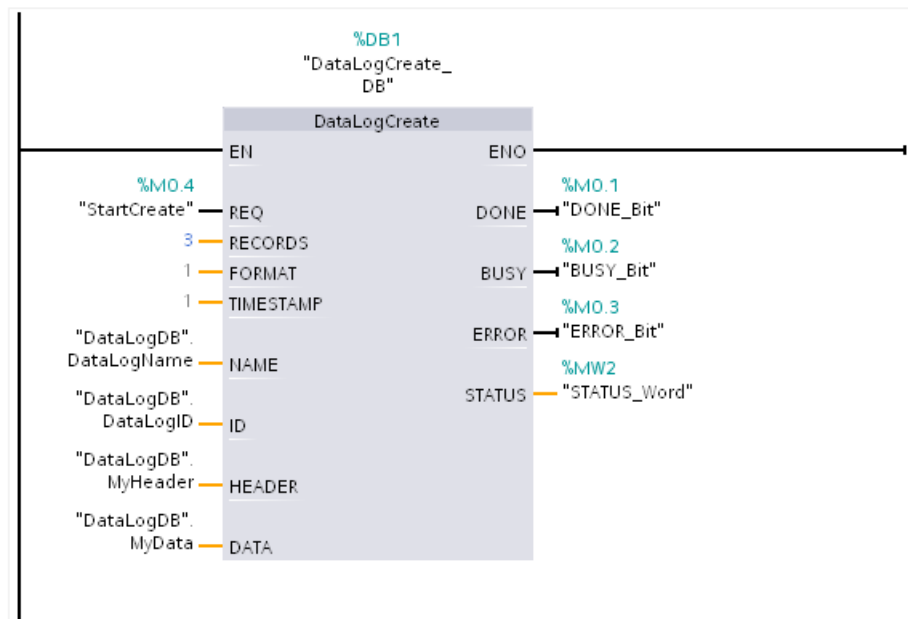 %DB1
"DataLogCreate_
DB"
DataLogCreate
EN
ENO
%M0.4
"StartCreate"
REQ
%M0.1
DONE
"DONE_Bit"
3
RECORDS
1
FORMAT
%M0.2
BUSY
"BUSY_Bit"
1
TIMESTAMP
%M0.3
ERROR
"ERROR_Bit"
"DataLogDB".
DataLogName
NAME
%MW2
STATUS
"STATUS_Word"
"DataLogDB".
DataLogID
ID
"DataLogDB".
MyHeader
HEADER
"DataLogDB".
MyData
DATA